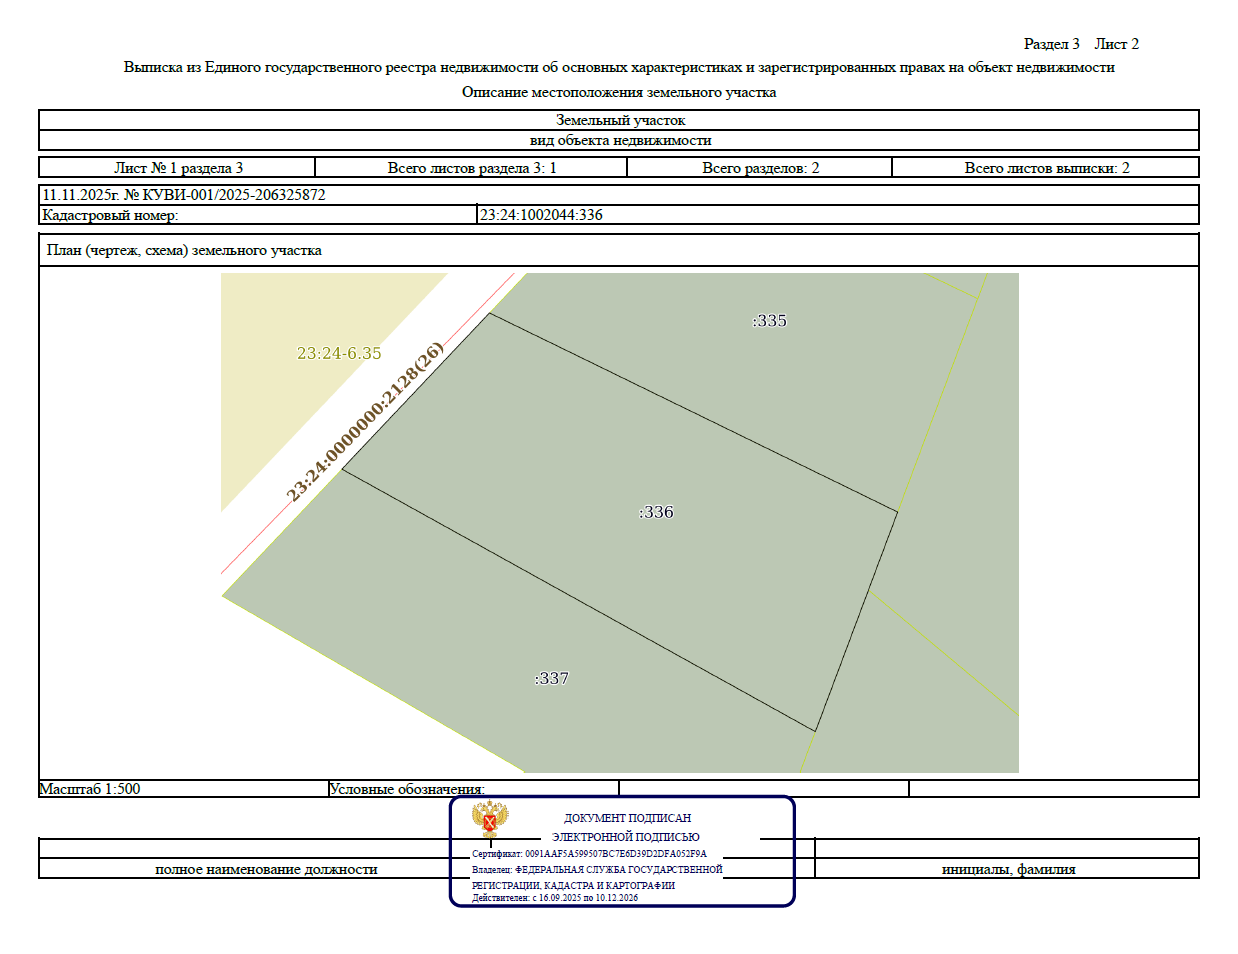 Раздел 3 Лист 2
Выписка из Единого государственного реестра недвижимости об основных характеристиках и зарегистрированных правах на объект недвижимости
Описание местоположения земельного участка
Земельный участок
вид объекта недвижимости
Лист № 1 раздела 3 Всего листов раздела 3: 1 Всего разделов: 2 Всего листов выписки: 2
11.11.2025г. № КУВИ-001/2025-206325872
Кадастровый номер: 23:24:1002044:336
План (чертеж, схема) земельного участка
:335
23:24-6.35
23:24:0000000:2128(26)
:336
:337
Масштаб 1:500 Условные обозначения:
ДОКУМЕНТ ПОДПИСАН
ЭЛЕКТРОННОЙ ПОДПИСЬЮ
Сертификат: 0091AAF5A599507BC7E6D39D2DFA052F9A
Владелец: ФЕДЕРАЛЬНАЯ СЛУЖБА ГОСУДАРСТВЕННОЙ
РЕГИСТРАЦИИ, КАДАСТРА И КАРТОГРАФИИ
Действителен: с 16.09.2025 по 10.12.2026
полное наименование должности инициалы, фамилия